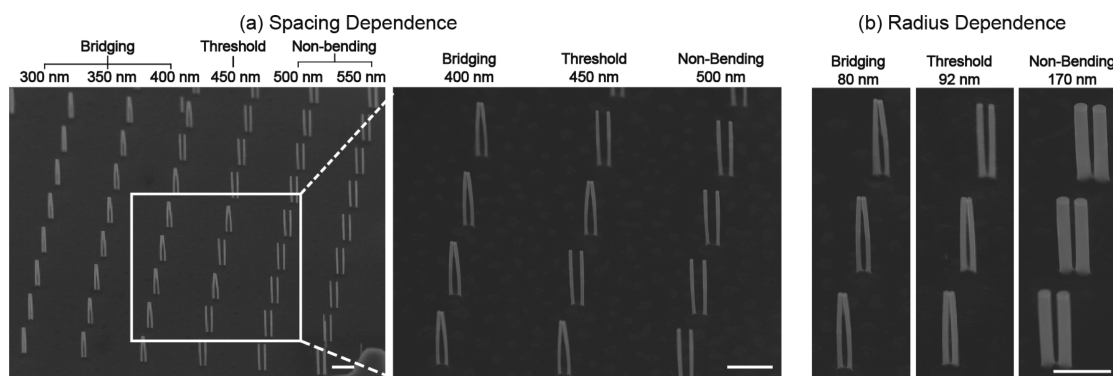 (a) Spacing Dependence
Bridging Threshold Non-bending
300 nm 350 nm 400 nm 450 nm 500 nm 550 nm
Bridging Threshold Non-Bending
400 nm 450 nm 500 nm
(b) Radius Dependence
Bridging Threshold Non-Bending
80 nm 92 nm 170 nm